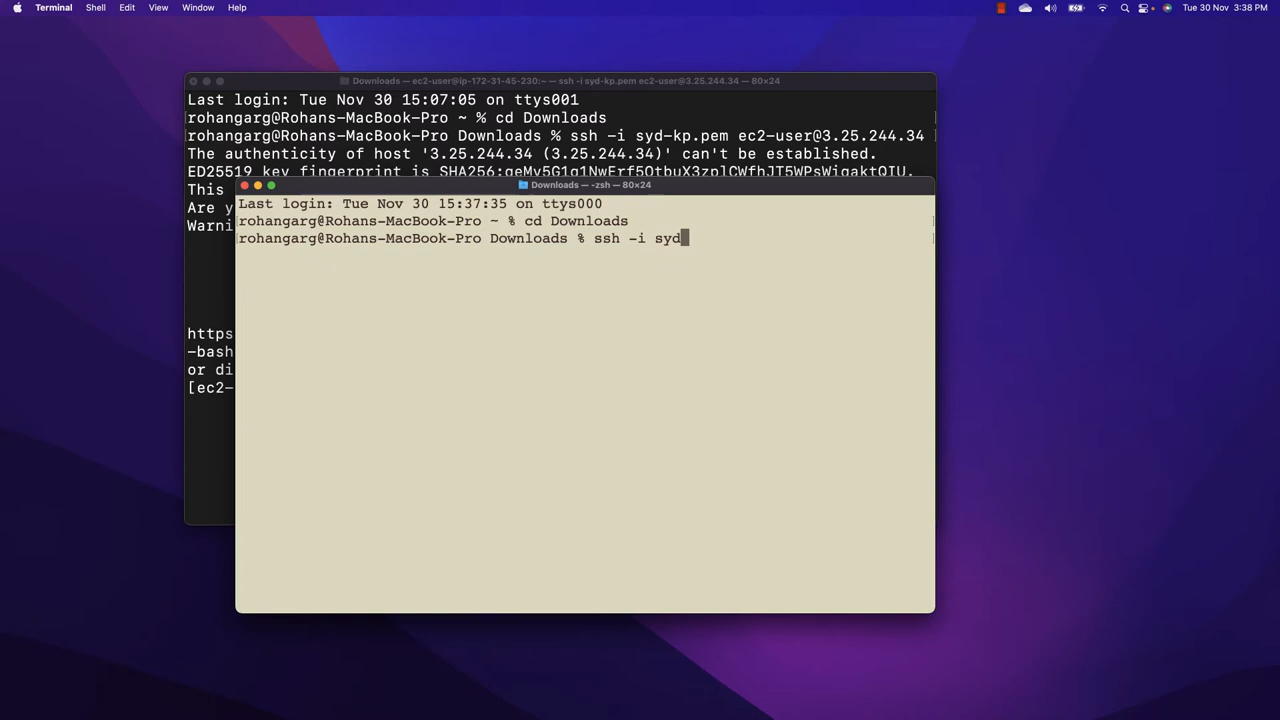 Terminal Shell Edit View Window Help Tue 30 Nov 3:38 PM
Downloads — ec2-user@ip-172-31-45-230:~ — ssh -i syd-kp.pem ec2-user@3.25.244.34 — 80×24
Last login: Tue Nov 30 15:07:05 on ttys001
[rohangarg@Rohans-MacBook-Pro ~ % cd Downloads ]
[rohangarg@Rohans-MacBook-Pro Downloads % ssh -i syd-kp.pem ec2-user@3.25.244.34 ]
The authenticity of host '3.25.244.34 (3.25.244.34)' can't be established.
ED25519 key fingerprint is
This
Are y
Warni
https
-bash
or di
[ec2-
Downloads — -zsh — 80×24
Last login: Tue Nov 30 15:37:35 on ttys000
[rohangarg@Rohans-MacBook-Pro ~ % cd Downloads ]
[rohangarg@Rohans-MacBook-Pro Downloads % ssh -i syd ]